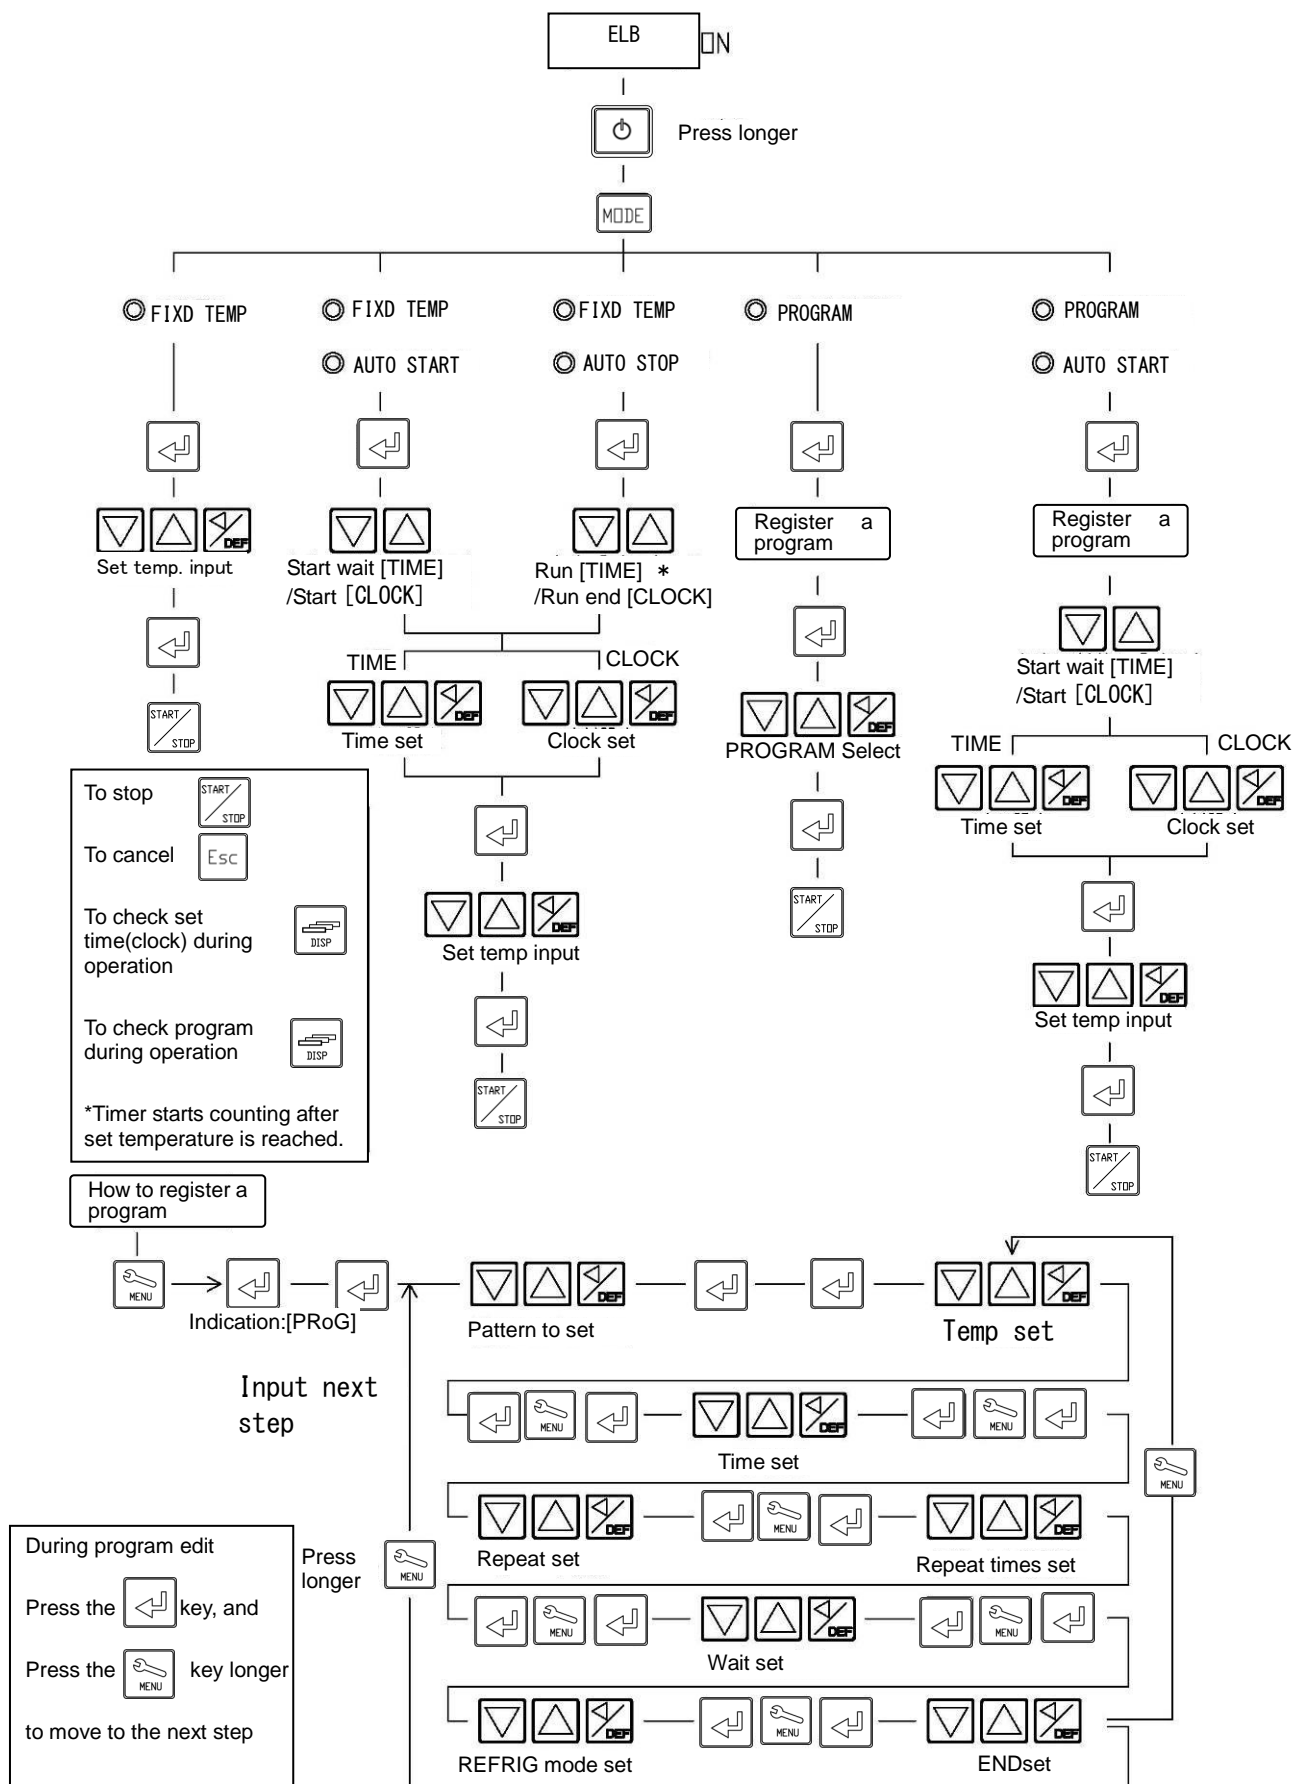 ELB
ON
Press longer
MODE
FIXD TEMP
FIXD TEMP
FIXD TEMP
PROGRAM
PROGRAM
AUTO START
AUTO STOP
AUTO START
DEF
Set temp. input
START
STOP
Start wait [TIME]
/Start [CLOCK]
Run [TIME] *
/Run end [CLOCK]
TIME
CLOCK
DEF
Time set
DEF
Clock set
DEF
Set temp input
START
STOP
Register a
program
DEF
PROGRAM Select
START
STOP
Register a
program
Start wait [TIME]
/Start [CLOCK]
TIME
CLOCK
DEF
Time set
DEF
Clock set
DEF
Set temp input
START
STOP
To stop
START
STOP
To cancel
Esc
To check set
time(clock) during
operation
DISP
To check program
during operation
DISP
*Timer starts counting after
set temperature is reached.
How to register a
program
MENU
Indication:[PRoG]
DEF
Pattern to set
DEF
Temp set
Input next
step
MENU
DEF
Time set
MENU
MENU
DEF
Repeat set
MENU
DEF
Repeat times set
Press
longer
MENU
MENU
DEF
Wait set
MENU
DEF
REFRIG mode set
MENU
DEF
ENDset
During program edit
Press the key, and
Press the MENU key longer
to move to the next step